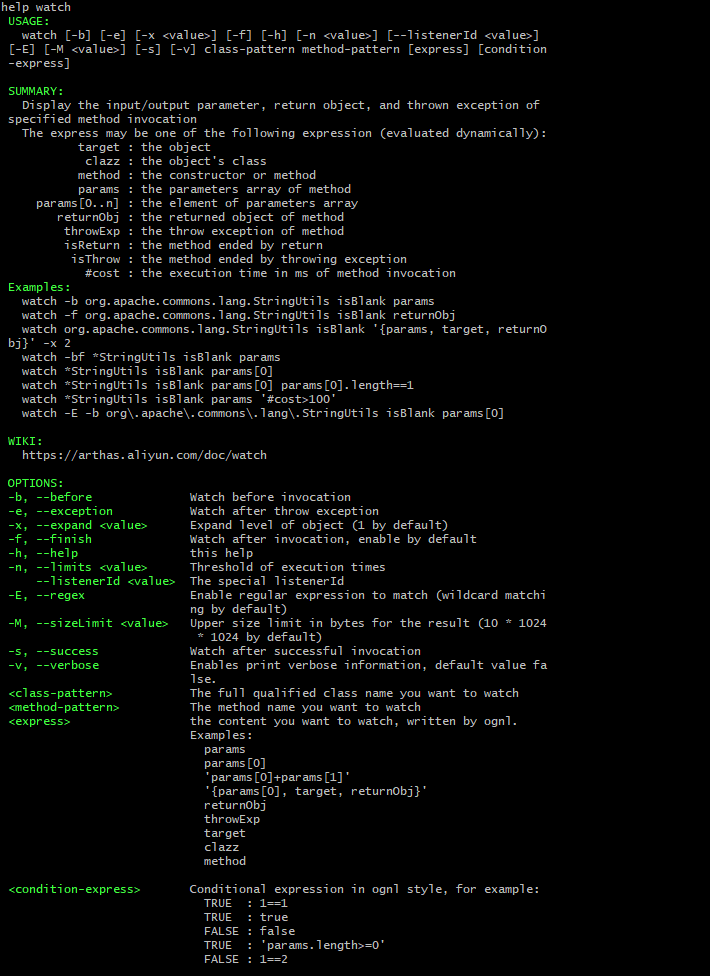 help watch
USAGE:
watch [-b] [-e] [-x <value>] [-f] [-h] [-n <value>] [--listenerId <value>]
[-E] [-M <value>] [-s] [-v] class-pattern method-pattern [express] [condition
-express]
SUMMARY:
Display the input/output parameter, return object, and thrown exception of
specified method invocation
The express may be one of the following expression (evaluated dynamically):
target : the object
clazz : the object's class
method : the constructor or method
params : the parameters array of method
params[0..n] : the element of parameters array
returnObj : the returned object of method
throwExp : the throw exception of method
isReturn : the method ended by return
isThrow : the method ended by throwing exception
#cost : the execution time in ms of method invocation
Examples:
watch -b org.apache.commons.lang.StringUtils isBlank params
watch -f org.apache.commons.lang.StringUtils isBlank returnObj
watch org.apache.commons.lang.StringUtils isBlank '{params, target, returnO
bj}' -x 2
watch -bf *StringUtils isBlank params
watch *StringUtils isBlank params[0]
watch *StringUtils isBlank params[0] params[0].length==1
watch *StringUtils isBlank params '#cost>100'
watch -E -b org\.apache\.commons\.lang\.StringUtils isBlank params[0]
WIKI:
https://arthas.aliyun.com/doc/watch
OPTIONS:
-b, --before Watch before invocation
-e, --exception Watch after throw exception
-x, --expand <value> Expand level of object (1 by default)
-f, --finish Watch after invocation, enable by default
-h, --help this help
-n, --limits <value> Threshold of execution times
--listenerId <value> The special listenerId
-E, --regex Enable regular expression to match (wildcard matchi
ng by default)
-M, --sizeLimit <value> Upper size limit in bytes for the result (10 * 1024
* 1024 by default)
-s, --success Watch after successful invocation
-v, --verbose Enables print verbose information, default value fa
lse.
<class-pattern> The full qualified class name you want to watch
<method-pattern> The method name you want to watch
<express> the content you want to watch, written by ognl.
Examples:
params
params[0]
'params[0]+params[1]'
'{params[0], target, returnObj}'
returnObj
throwExp
target
clazz
method
<condition-express> Conditional expression in ognl style, for example:
TRUE : 1==1
TRUE : true
FALSE : false
TRUE : 'params.length>=0'
FALSE : 1==2